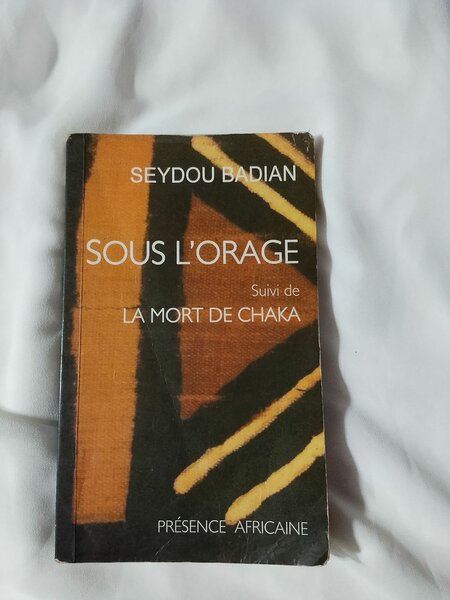 SEYDOU BADIAN
SOUS L'ORAGE
Suivi de
LA MORT DE CHAKA
PRÉSENCE AFRICAINE